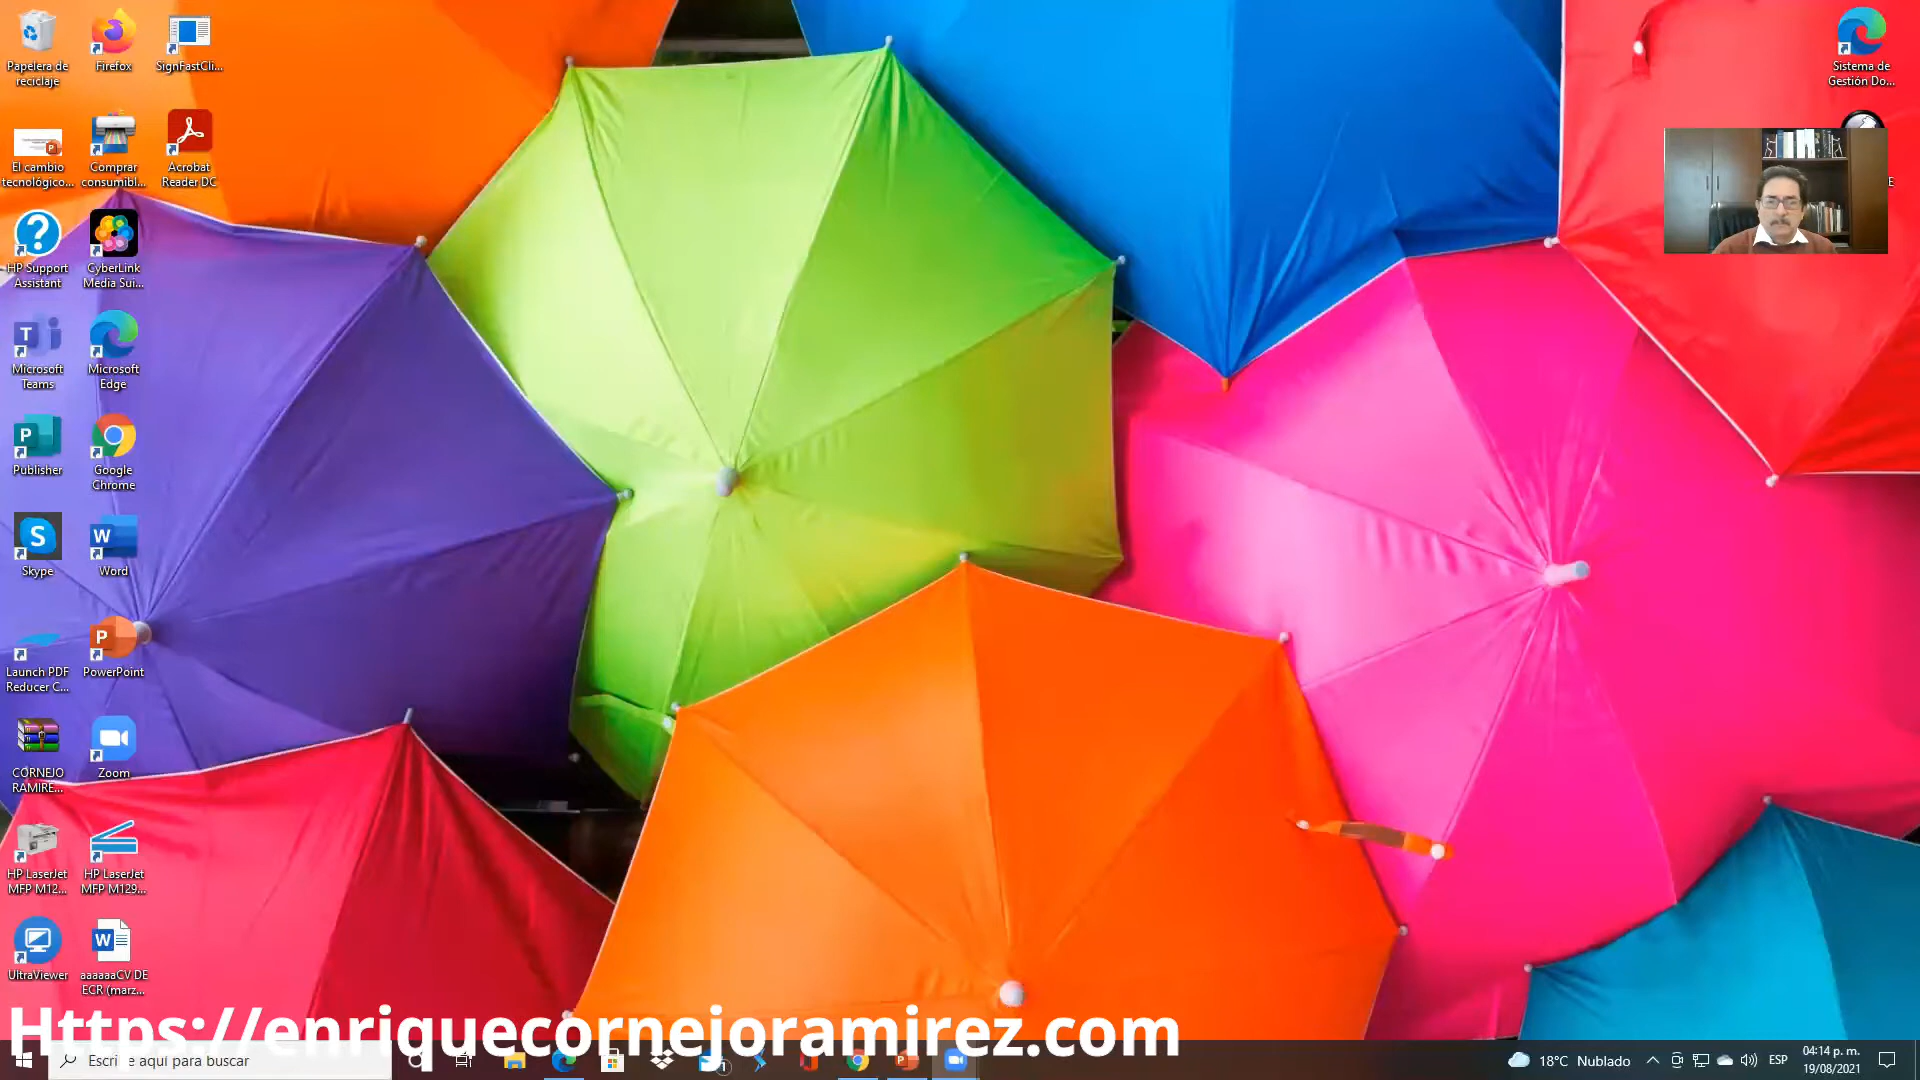 Papelera de
reciclaje
Firefox
SignFastCli...
Sistema de
Gestión Do...
El cambio
tecnológico...
Comprar
consumibl...
Acrobat
Reader DC
E
HP Support
Assistant
CyberLink
Media Sui...
Microsoft
Teams
Microsoft
Edge
Publisher
Google
Chrome
Skype
Word
Launch PDF
Reducer C...
PowerPoint
CORNEJO
RAMIRE...
Zoom
HP LaserJet
MFP M12...
HP LaserJet
MFP M129...
UltraViewer
aaaaaaCV DE
ECR (marz...
Https://enriquecornejoramirez.com
Escribe aquí para buscar
1
18°C Nublado
ESP
04:14 p. m.
19/08/2021